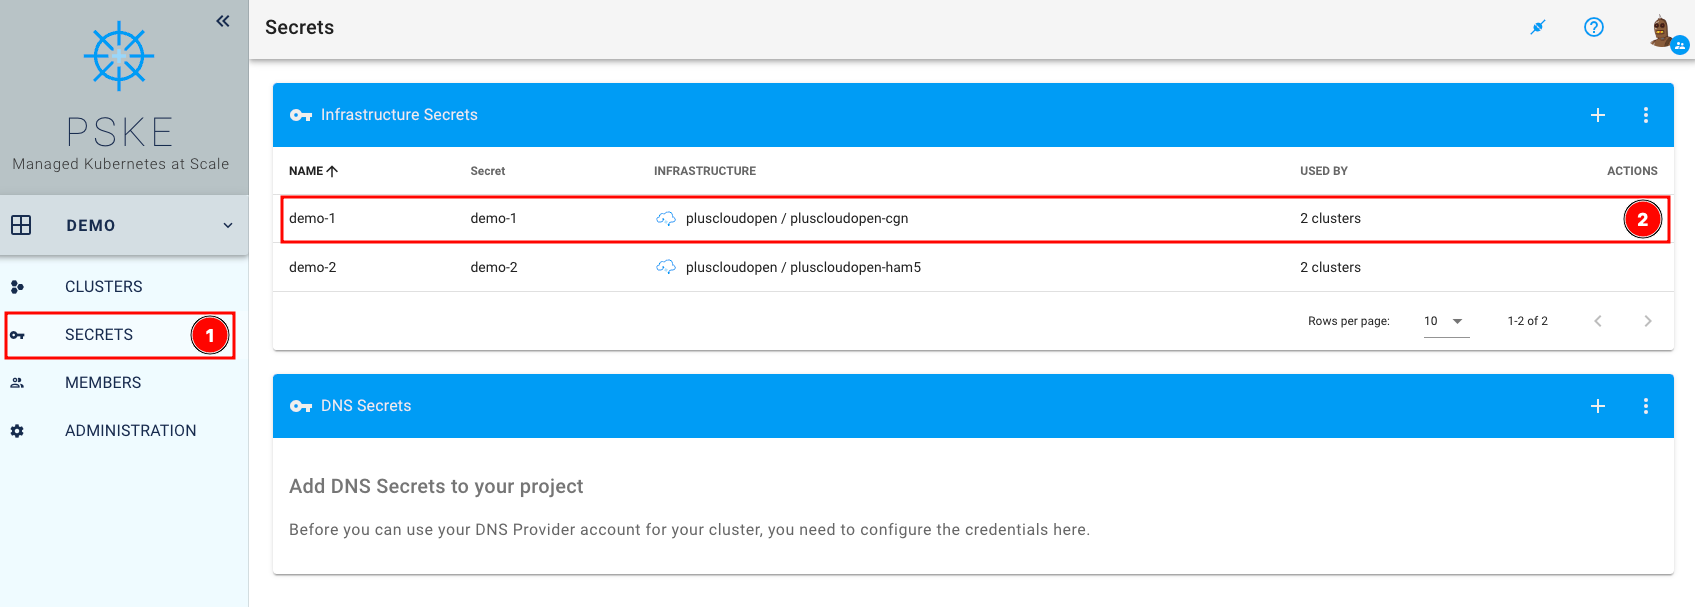 Secrets
PSKE
Managed Kubernetes at Scale
DEMO
CLUSTERS
SECRETS 1
MEMBERS
ADMINISTRATION
Infrastructure Secrets
NAME Secret INFRASTRUCTURE USED BY ACTIONS
demo-1 demo-1 pluscloudopen / pluscloudopen-cgn 2 clusters 2
demo-2 demo-2 pluscloudopen / pluscloudopen-ham5 2 clusters
Rows per page: 10 1-2 of 2
DNS Secrets
Add DNS Secrets to your project
Before you can use your DNS Provider account for your cluster, you need to configure the credentials here.